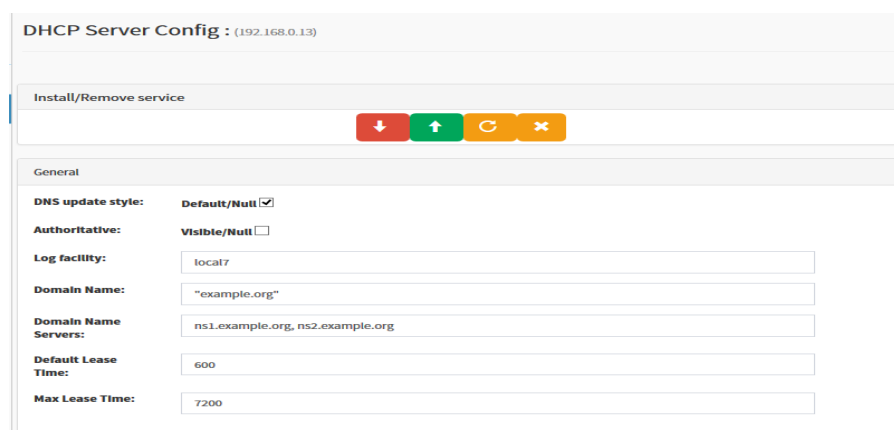 DHCP Server Config : (192.168.0.13)
Install/Remove service
General
DNS update style: Default/Null
Authoritative: Visible/Null
Log facility: local7
Domain Name: "example.org"
Domain Name Servers: ns1.example.org, ns2.example.org
Default Lease Time: 600
Max Lease Time: 7200